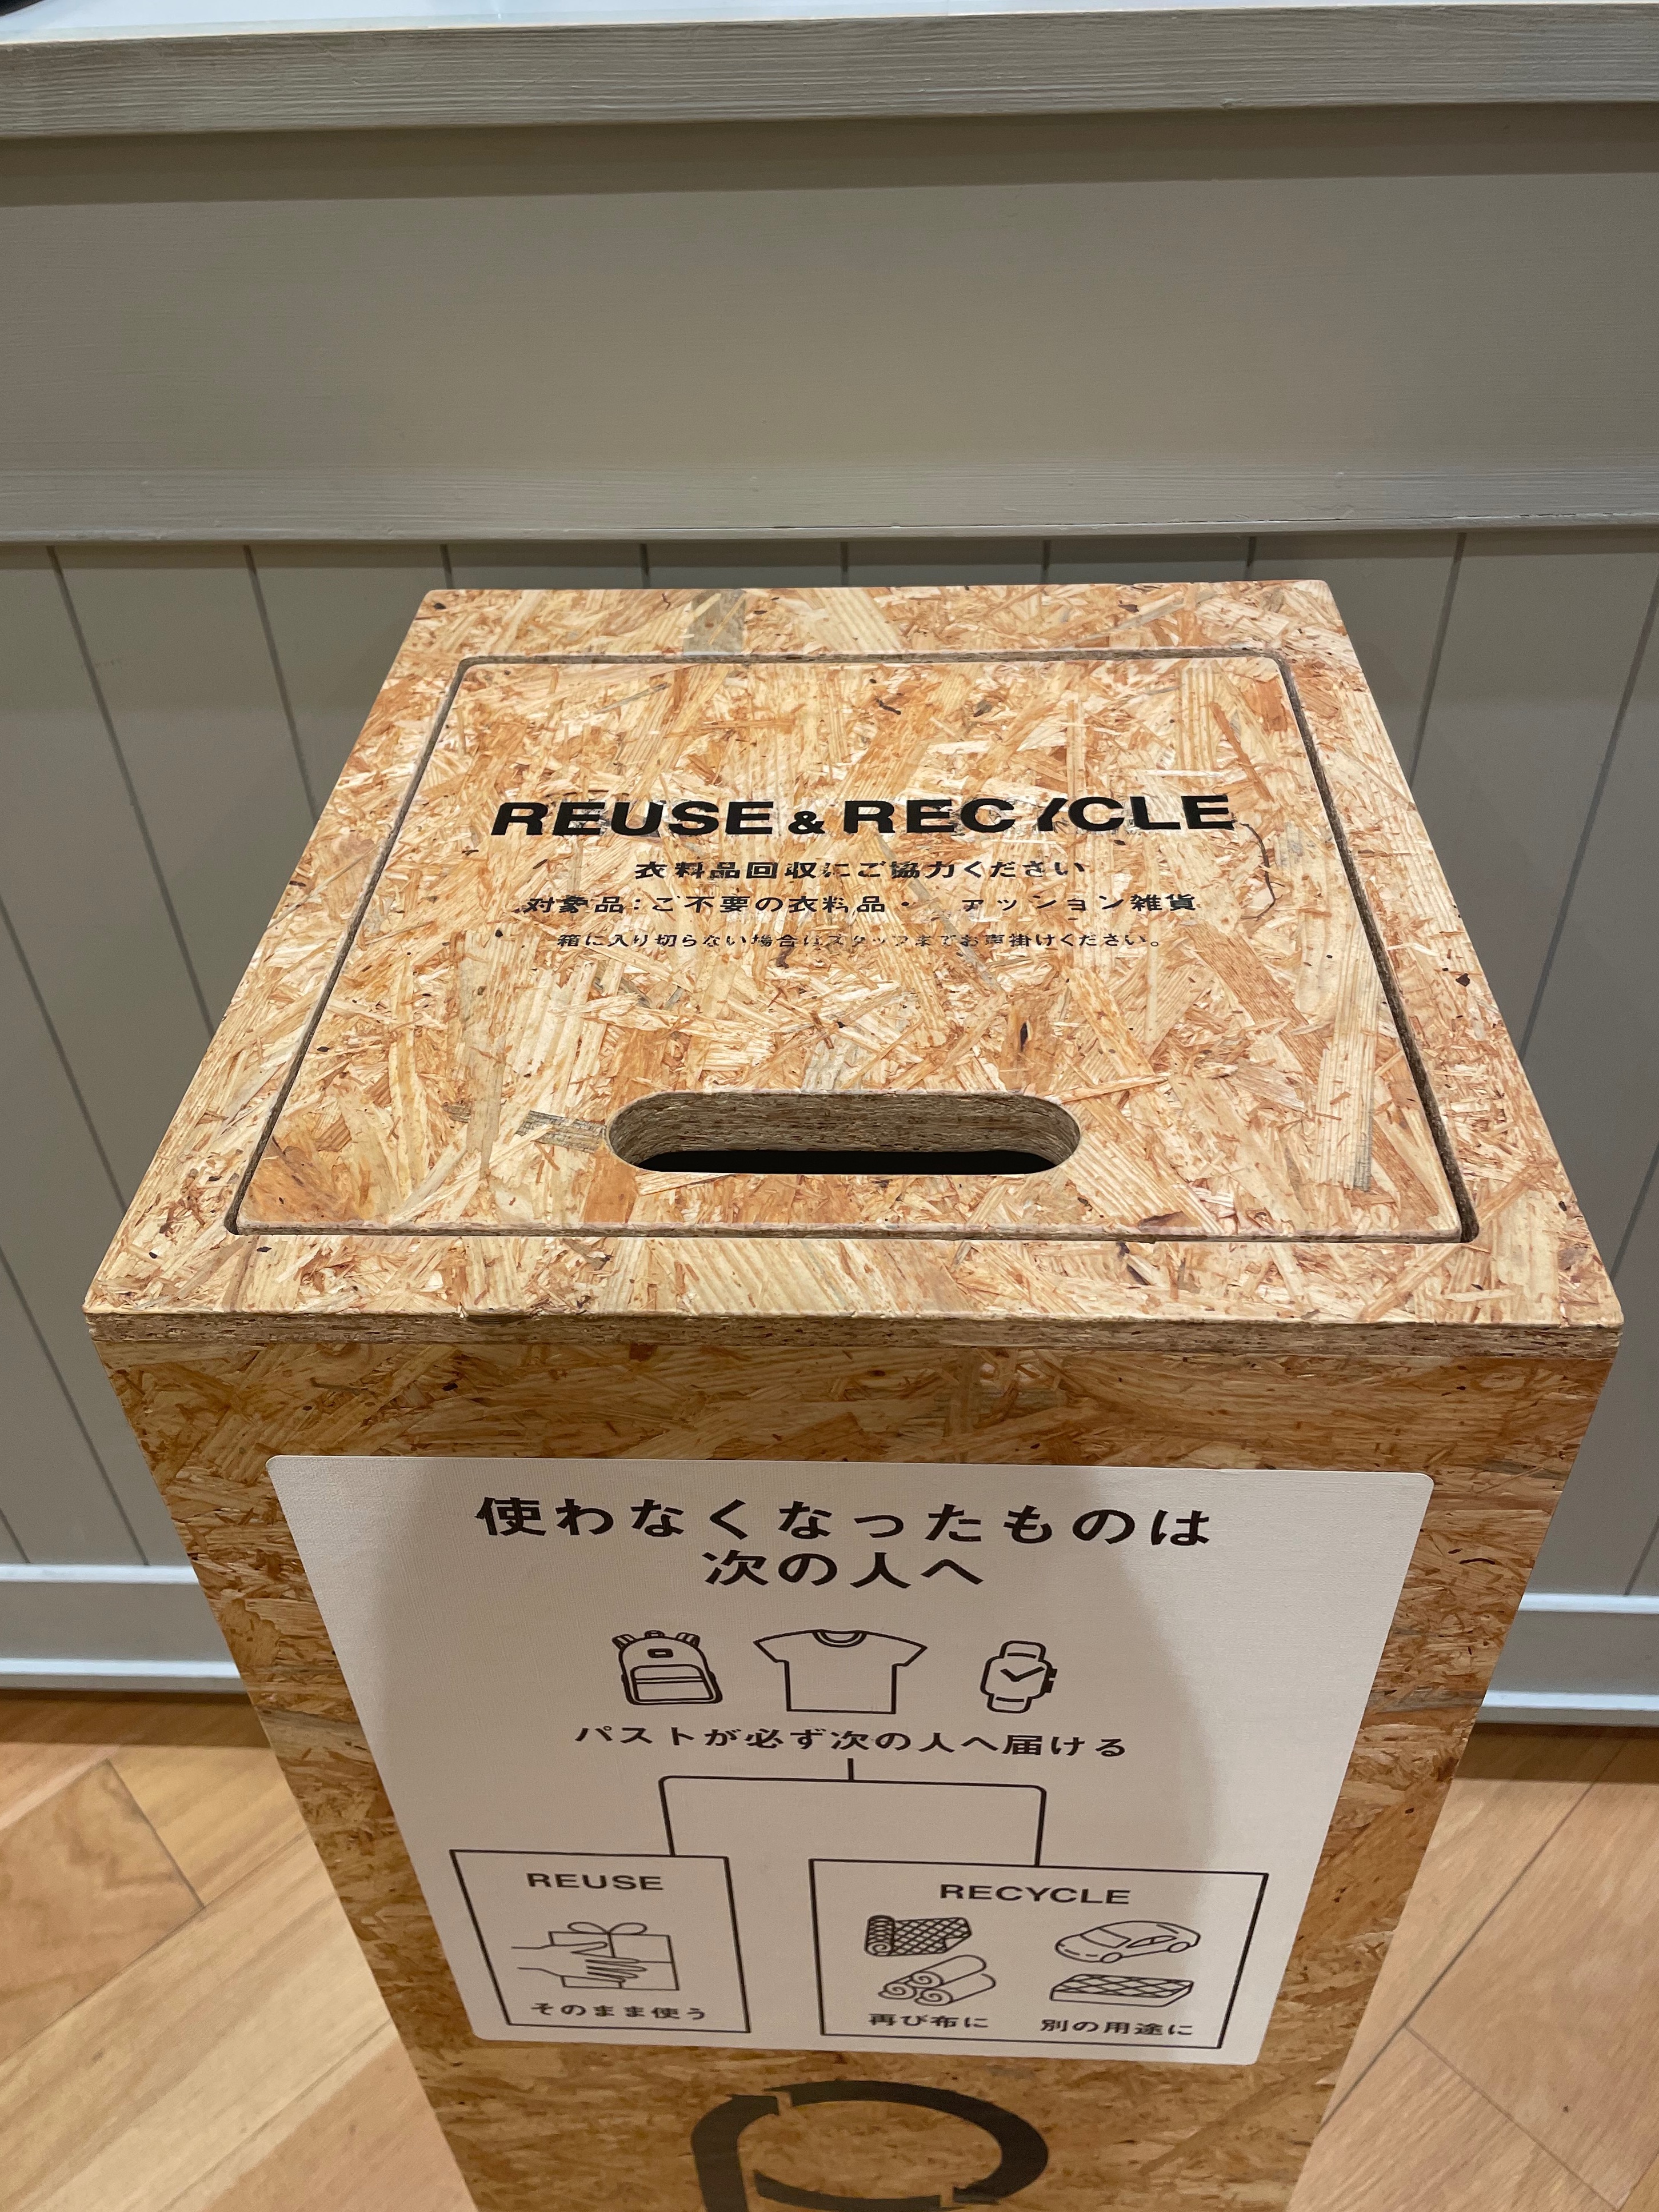 REUSE & RECYCLE
衣料品回収にご協力ください
対象品：ご不要の衣料品・ ァッション雑貨
箱に入り切らない場合はスタッフまでお声掛けください。
使わなくなったものは
次の人へ
パストが必ず次の人へ届ける
REUSE
そのまま使う
RECYCLE
再び布に 別の用途に